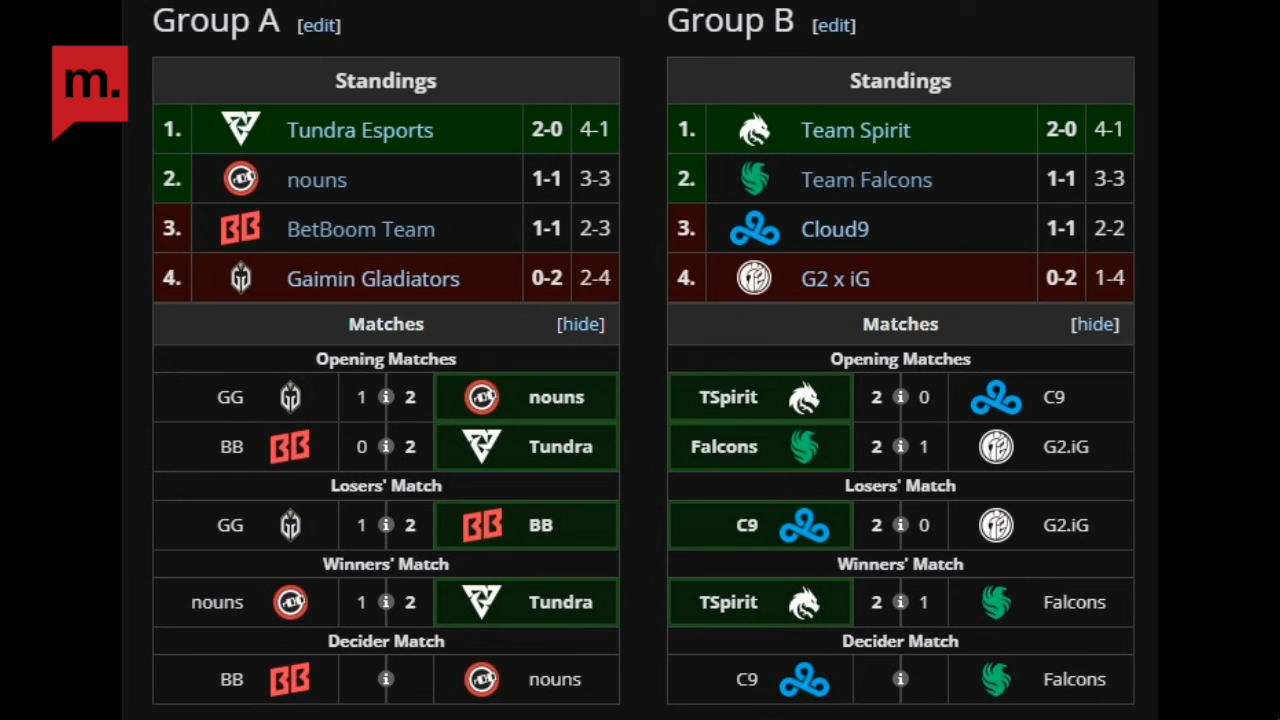 m.
Group A [edit]
Standings
1. Tundra Esports 2-0 4-1
2. nouns 1-1 3-3
3. BetBoom Team 1-1 2-3
4. Gaimin Gladiators 0-2 2-4
Matches [hide]
Opening Matches
GG 1 i 2 nouns
BB BB 0 i 2 Tundra
Losers' Match
GG 1 i 2 BB BB
Winners' Match
nouns 1 i 2 Tundra
Decider Match
BB BB i nouns
Group B [edit]
Standings
1. Team Spirit 2-0 4-1
2. Team Falcons 1-1 3-3
3. Cloud9 1-1 2-2
4. G2 x iG 0-2 1-4
Matches [hide]
Opening Matches
TSpirit 2 i 0 C9
Falcons 2 i 1 G2.iG
Losers' Match
C9 2 i 0 G2.iG
Winners' Match
TSpirit 2 i 1 Falcons
Decider Match
C9 i Falcons